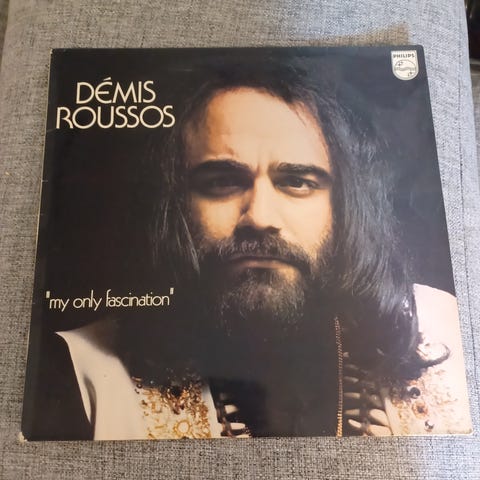 DÉMIS
ROUSSOS
PHILIPS
"my only fascination"